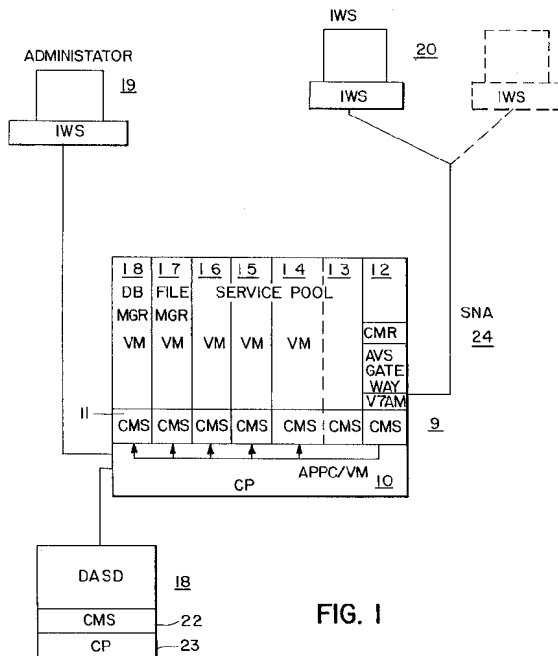 IWS
ADMINISTATOR
20
19
IWS
IWS
IWS
18 17 16 15 14 13 12
DB FILE SERVICE POOL
MGR MGR
VM VM VM VM VM
CMR
AVS
GATE
WAY
V7AM
SNA
24
11
CMS CMS CMS CMS CMS CMS CMS
9
APPC/VM
CP
10
DASD
18
CMS
22
CP
23
FIG. 1